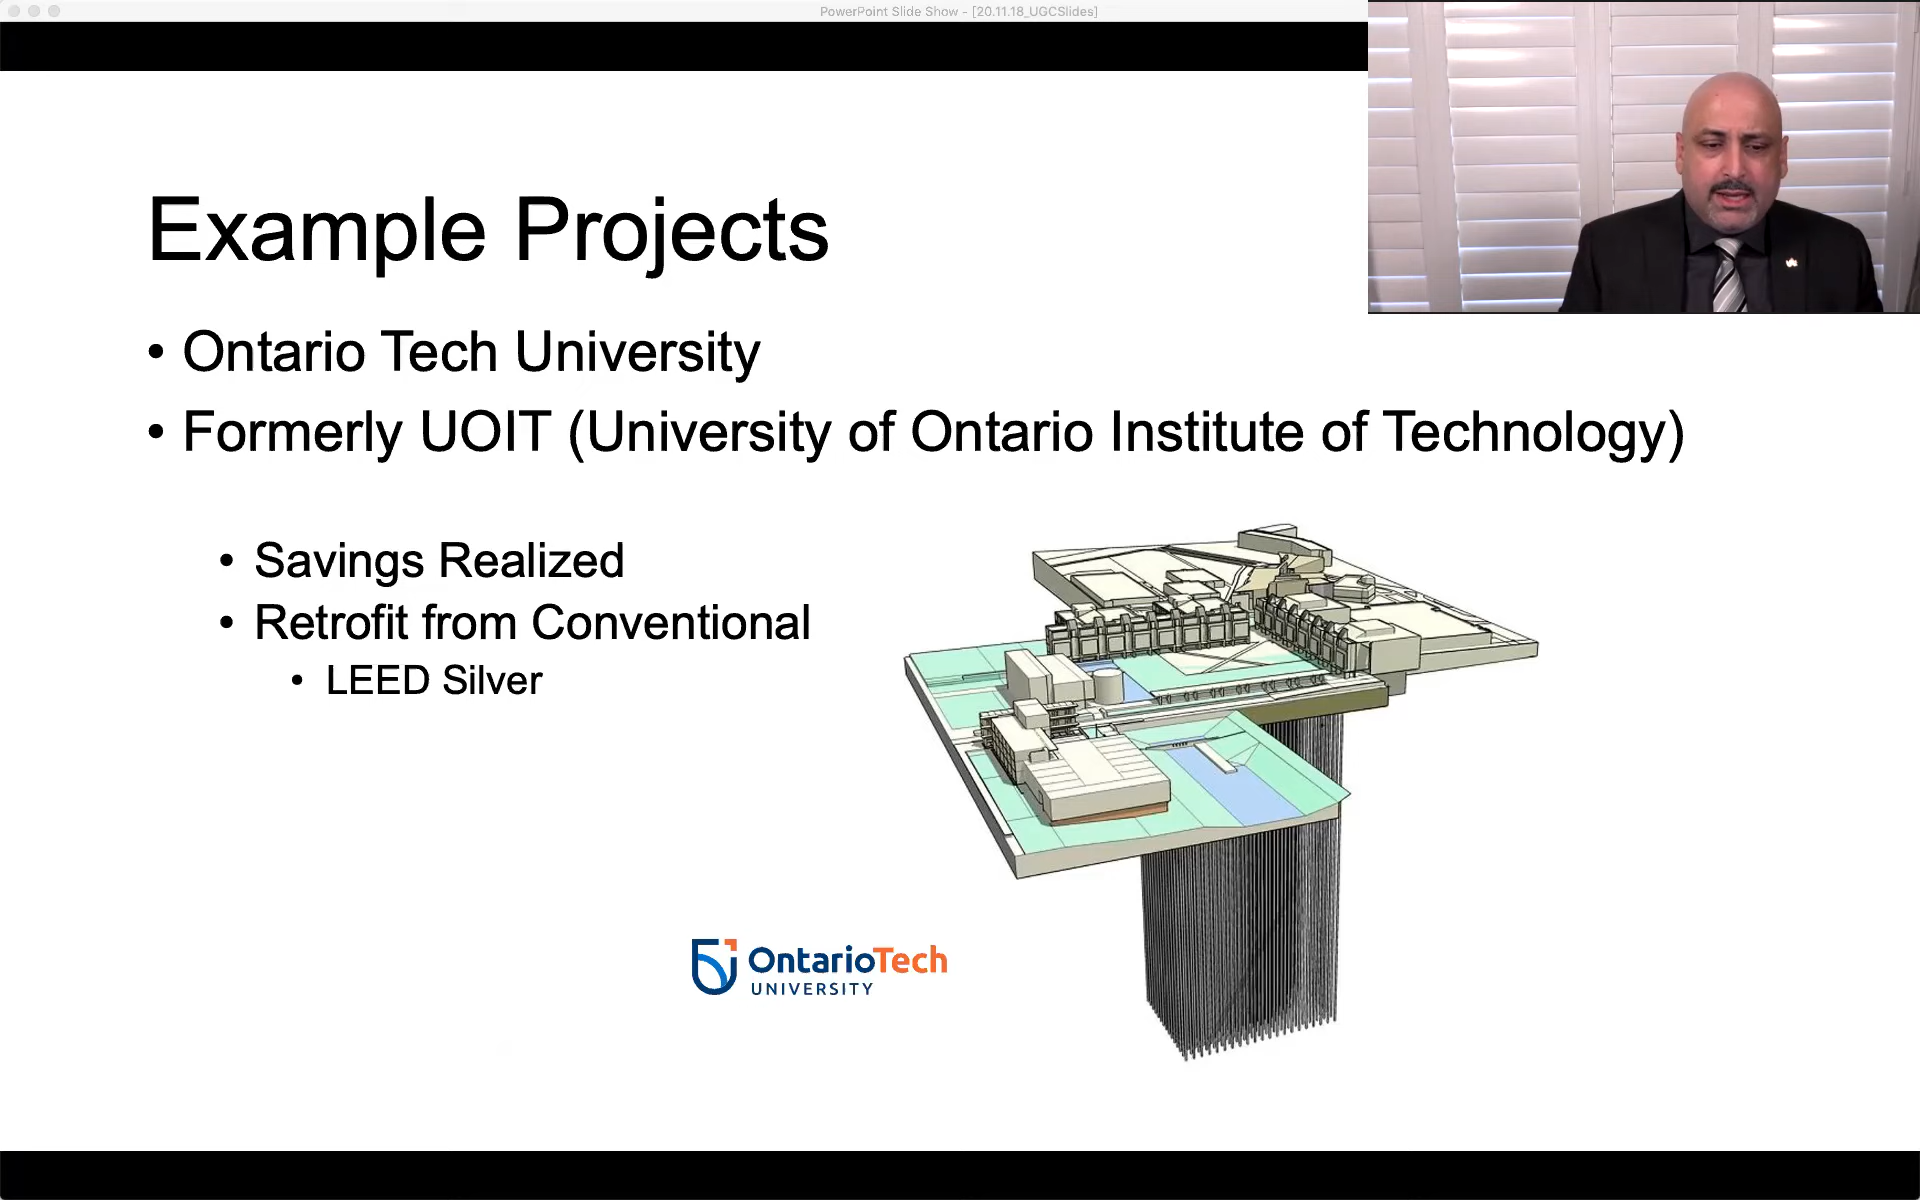 PowerPoint Slide Show - [20.11.18_UGCSlides]
Example Projects
• Ontario Tech University
• Formerly UOIT (University of Ontario Institute of Technology)
• Savings Realized
• Retrofit from Conventional
• LEED Silver
OntarioTech
UNIVERSITY